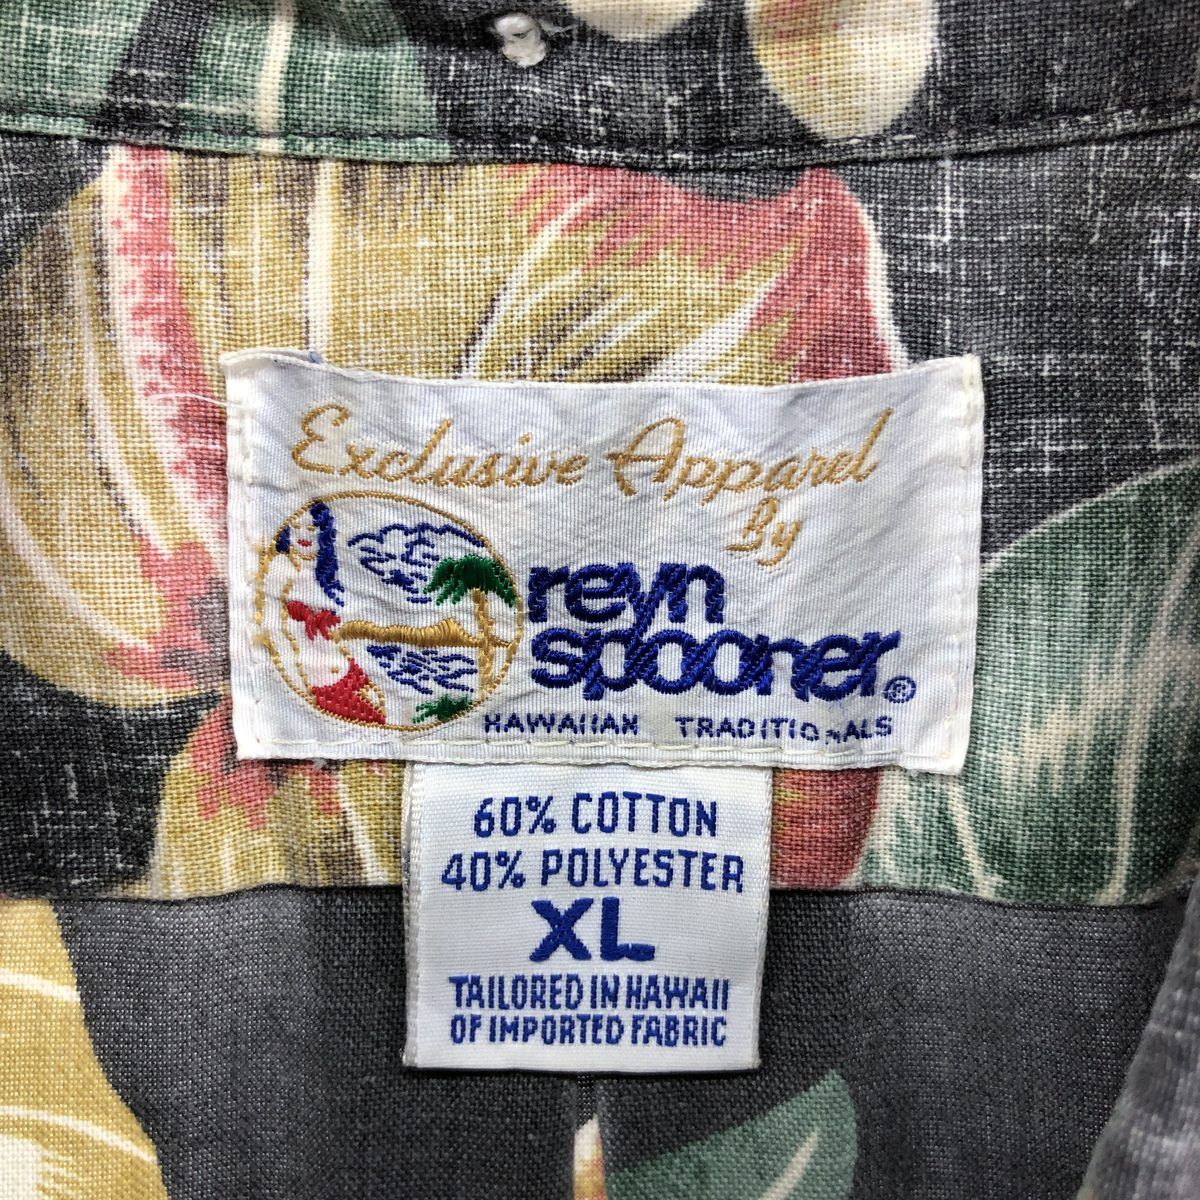 Exclusive Apparel
By
reyn
spooner®
HAWAIIAN TRADITIONALS
60% COTTON
40% POLYESTER
XL
TAILORED IN HAWAII
OF IMPORTED FABRIC